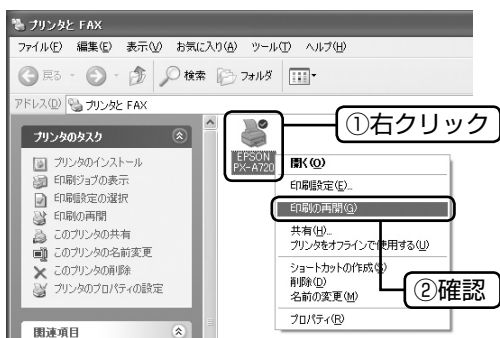 プリンタと FAX
ファイル(F) 編集(E) 表示(V) お気に入り(A) ツール(T) ヘルプ(H)
戻る 検索 フォルダ
アドレス(D) プリンタと FAX
プリンタのタスク
プリンタのインストール
印刷ジョブの表示
印刷設定の選択
印刷の再開
このプリンタの共有
このプリンタの名前変更
このプリンタの削除
プリンタのプロパティの設定
関連項目
EPSON
PX-A720
①右クリック
開く(O)
印刷設定(E)...
印刷の再開(G)
共有(H)...
プリンタをオフラインで使用する(U)
ショートカットの作成(S)
削除(D)
名前の変更(M)
プロパティ(R)
②確認